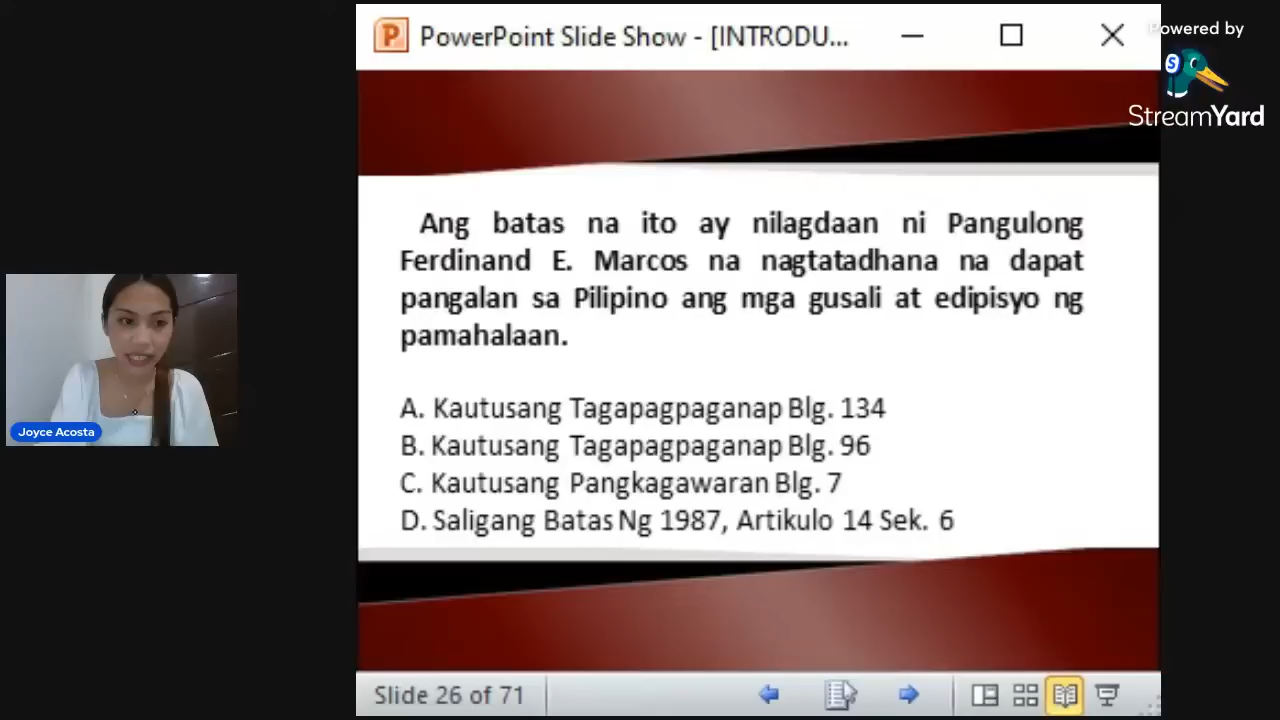 PowerPoint Slide Show - [INTRODU...
Powered by
StreamYard
Ang batas na ito ay nilagdaan ni Pangulong
Ferdinand E. Marcos na nagtatadhana na dapat
pangalan sa Pilipino ang mga gusali at edipisyo ng
pamahalaan.
A. Kautusang Tagapagpaganap Blg. 134
B. Kautusang Tagapagpaganap Blg. 96
C. Kautusang Pangkagawaran Blg. 7
D. Saligang Batas Ng 1987, Artikulo 14 Sek. 6
Joyce Acosta
Slide 26 of 71